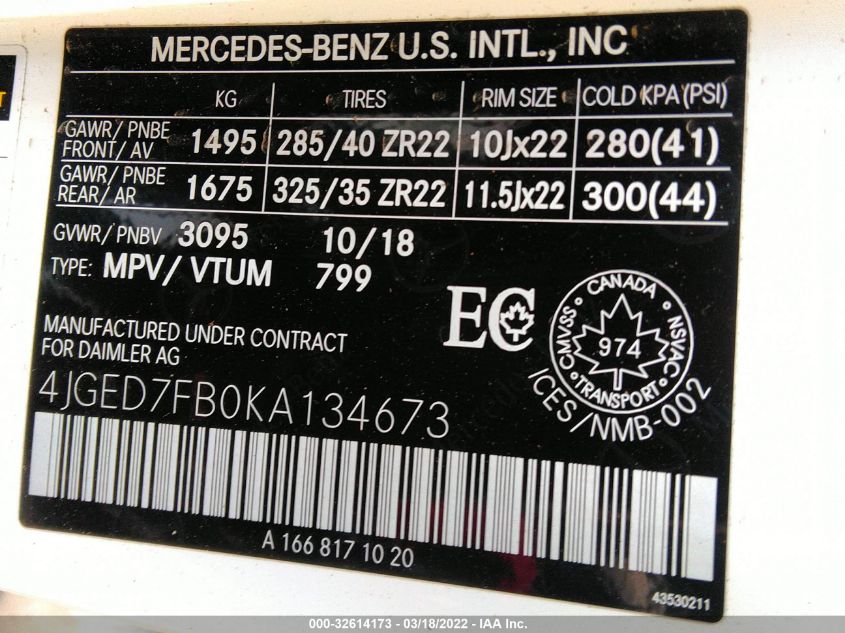 MERCEDES-BENZ U.S. INTL., INC
KG TIRES RIM SIZE COLD KPA (PSI)
GAWR/ PNBE FRONT/ AV 1495 285/40 ZR22 10Jx22 280(41)
GAWR/ PNBE REAR/ AR 1675 325/35 ZR22 11.5Jx22 300(44)
GVWR/ PNBV 3095 10/18
TYPE: MPV/ VTUM 799
MANUFACTURED UNDER CONTRACT
FOR DAIMLER AG
EC
CANADA
CMVSS 974 NSVAC
TRANSPORT
ICES/NMB-002
4JGED7FB0KA134673
A 166 817 10 20
43530211
000-32614173 - 03/18/2022 - IAA Inc.